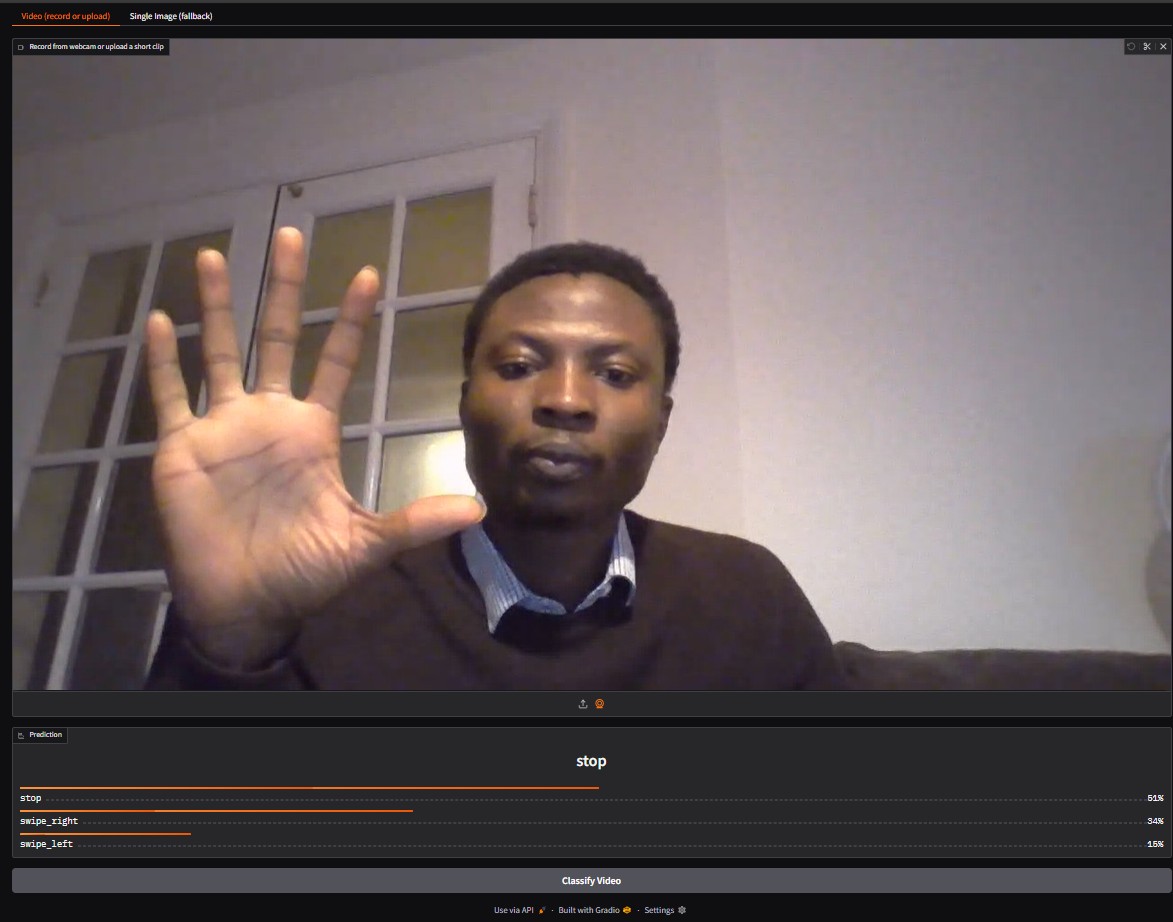 Video (record or upload) Single Image (fallback)
Record from webcam or upload a short clip
Prediction
stop
stop 51%
swipe_right 34%
swipe_left 15%
Classify Video
Use via API · Built with Gradio · Settings